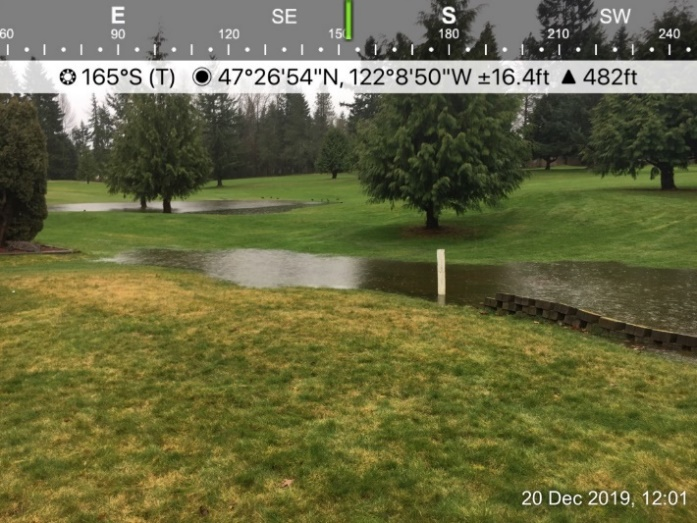 E SE S SW
60 90 120 150 180 210 240
165°S (T) 47°26'54"N, 122°8'50"W ±16.4ft ▲ 482ft
20 Dec 2019, 12:01